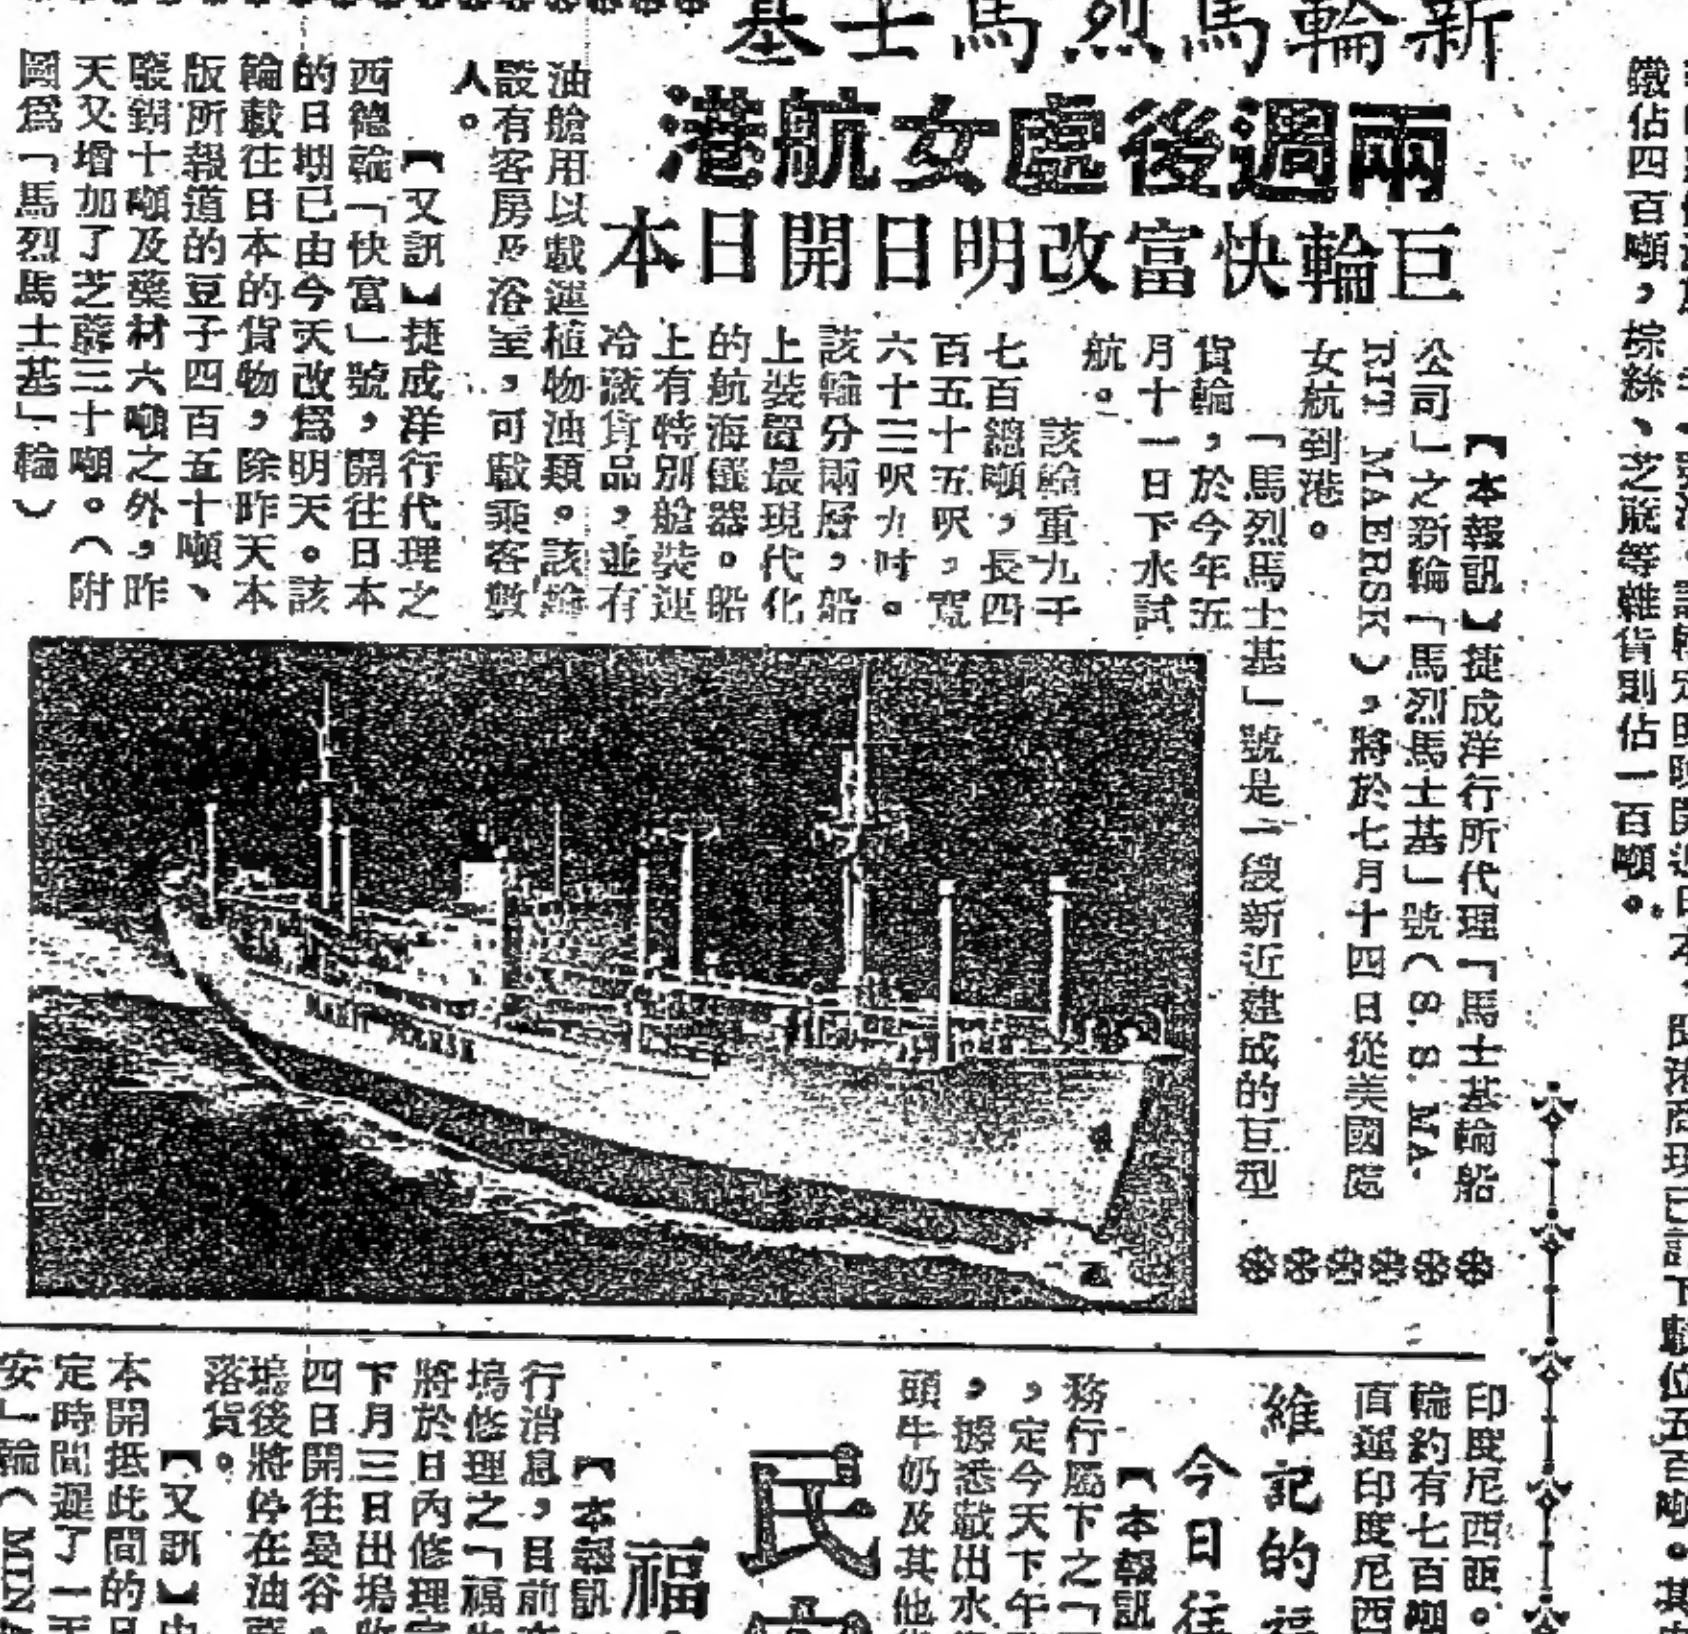 鐵佔四百噸，棕絲、芝蔴等雜貨則佔一百噸。
新輪馬烈馬士基
兩週後處女航港
巨輪快富改明日開日本
【本報訊】捷成洋行所代理『馬士基輪船
公司』之新輪「馬烈馬士基」號（S. S. MA-
RIT MAERSK），將於七月十四日從美國處
女航到港。
「馬烈馬士基」號是一艘新近建成的巨型
貨輪，於今年五
月十一日下水試
航。
該輪重九千
七百總噸，長四
百五十五呎，寬
六十三呎九吋。
該輪分兩層，船
上裝置最現代化
的航海儀器。船
上有特別艙裝運
冷藏貨品，並有
油艙用以載運植物油類。該輪
設有客房及浴室，可載乘客數
人。
【又訊】捷成洋行代理之
西德輪「快富」號，開往日本
的日期已由今天改為明天。該
輪載往日本的貨物，除昨天本
版所報道的豆子四百五十噸、
廢銅十噸及藥材六噸之外，昨
天又增加了芝蔴三十噸。（附
圖為「馬烈馬士基」輪）
MARIT MAERSK
印度尼西亞。
輪約有七百噸
直運印度尼西
維記的
今日往
【本報訊
務行屬下之「
，定今天下午
，據悉載出水
頭牛奶及其他
民
福
【本報訊
行消息，目前
塢修理之「福
將於日內修理
下月三日出塢
四日開往曼谷
塢後將停在油
落貨。
【又訊】
本開抵此間的
定時間遲了一
安」輪（MIN